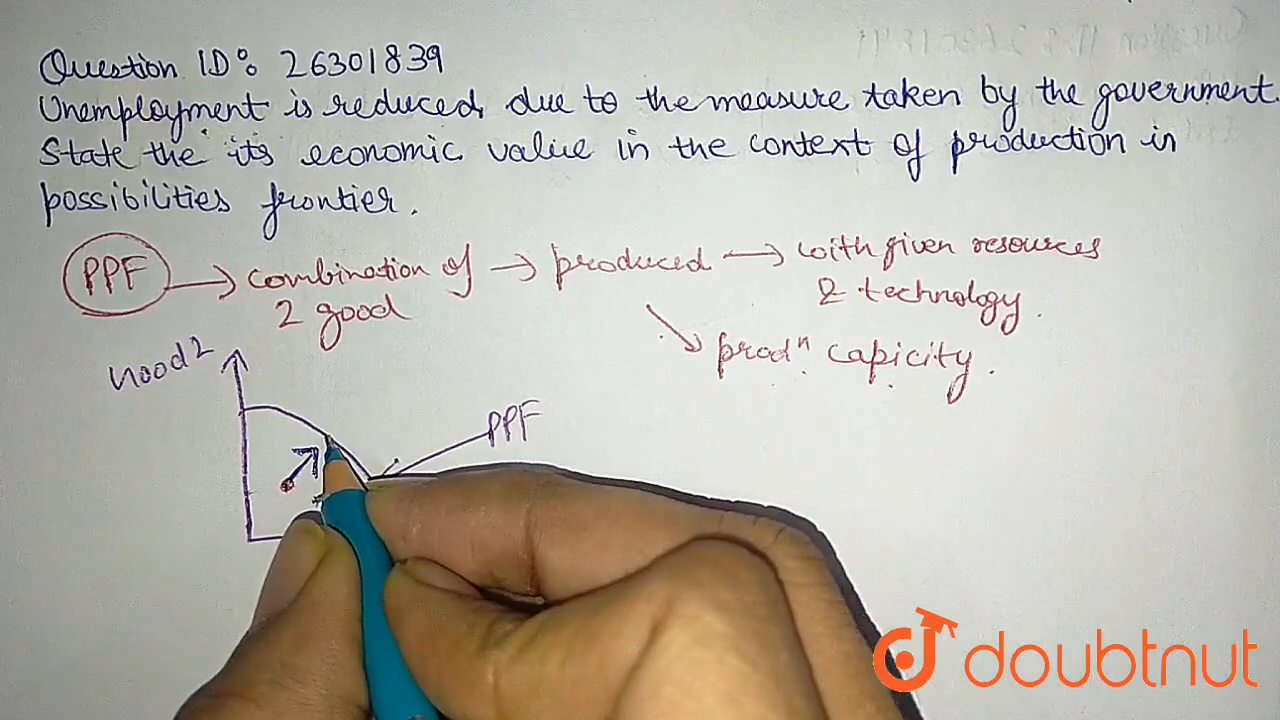 Question ID: 26301839
Unemployment is reduced, due to the measure taken by the government.
State the its economic value in the context of production in
possibilities frontier.
PPF → combination of → produced → with given resources
2 good
& technology.
prodⁿ capicity.
Good 2
PPF
doubtnut